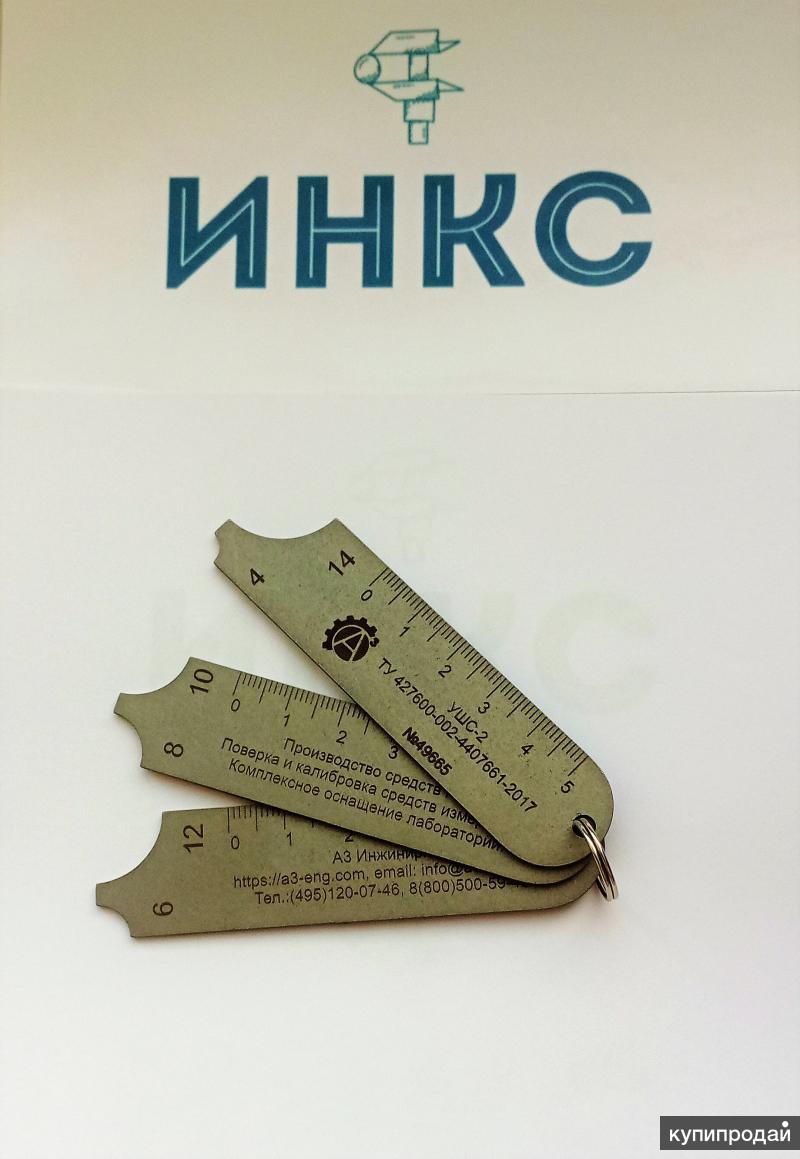 ИНКС
4
14
0 1 2 3 4 5
А3
УШС-2
ТУ 427600-002-4407661-2017
№49665
10
8
0 1 2 3
Производство средств
Поверка и калибровка средств изме
Комплексное оснащение лабораторий
12
6
0 1 2
А3 Инжинир
https://a3-eng.com, email: info@
Тел.:(495)120-07-46, 8(800)500-59
купипродай